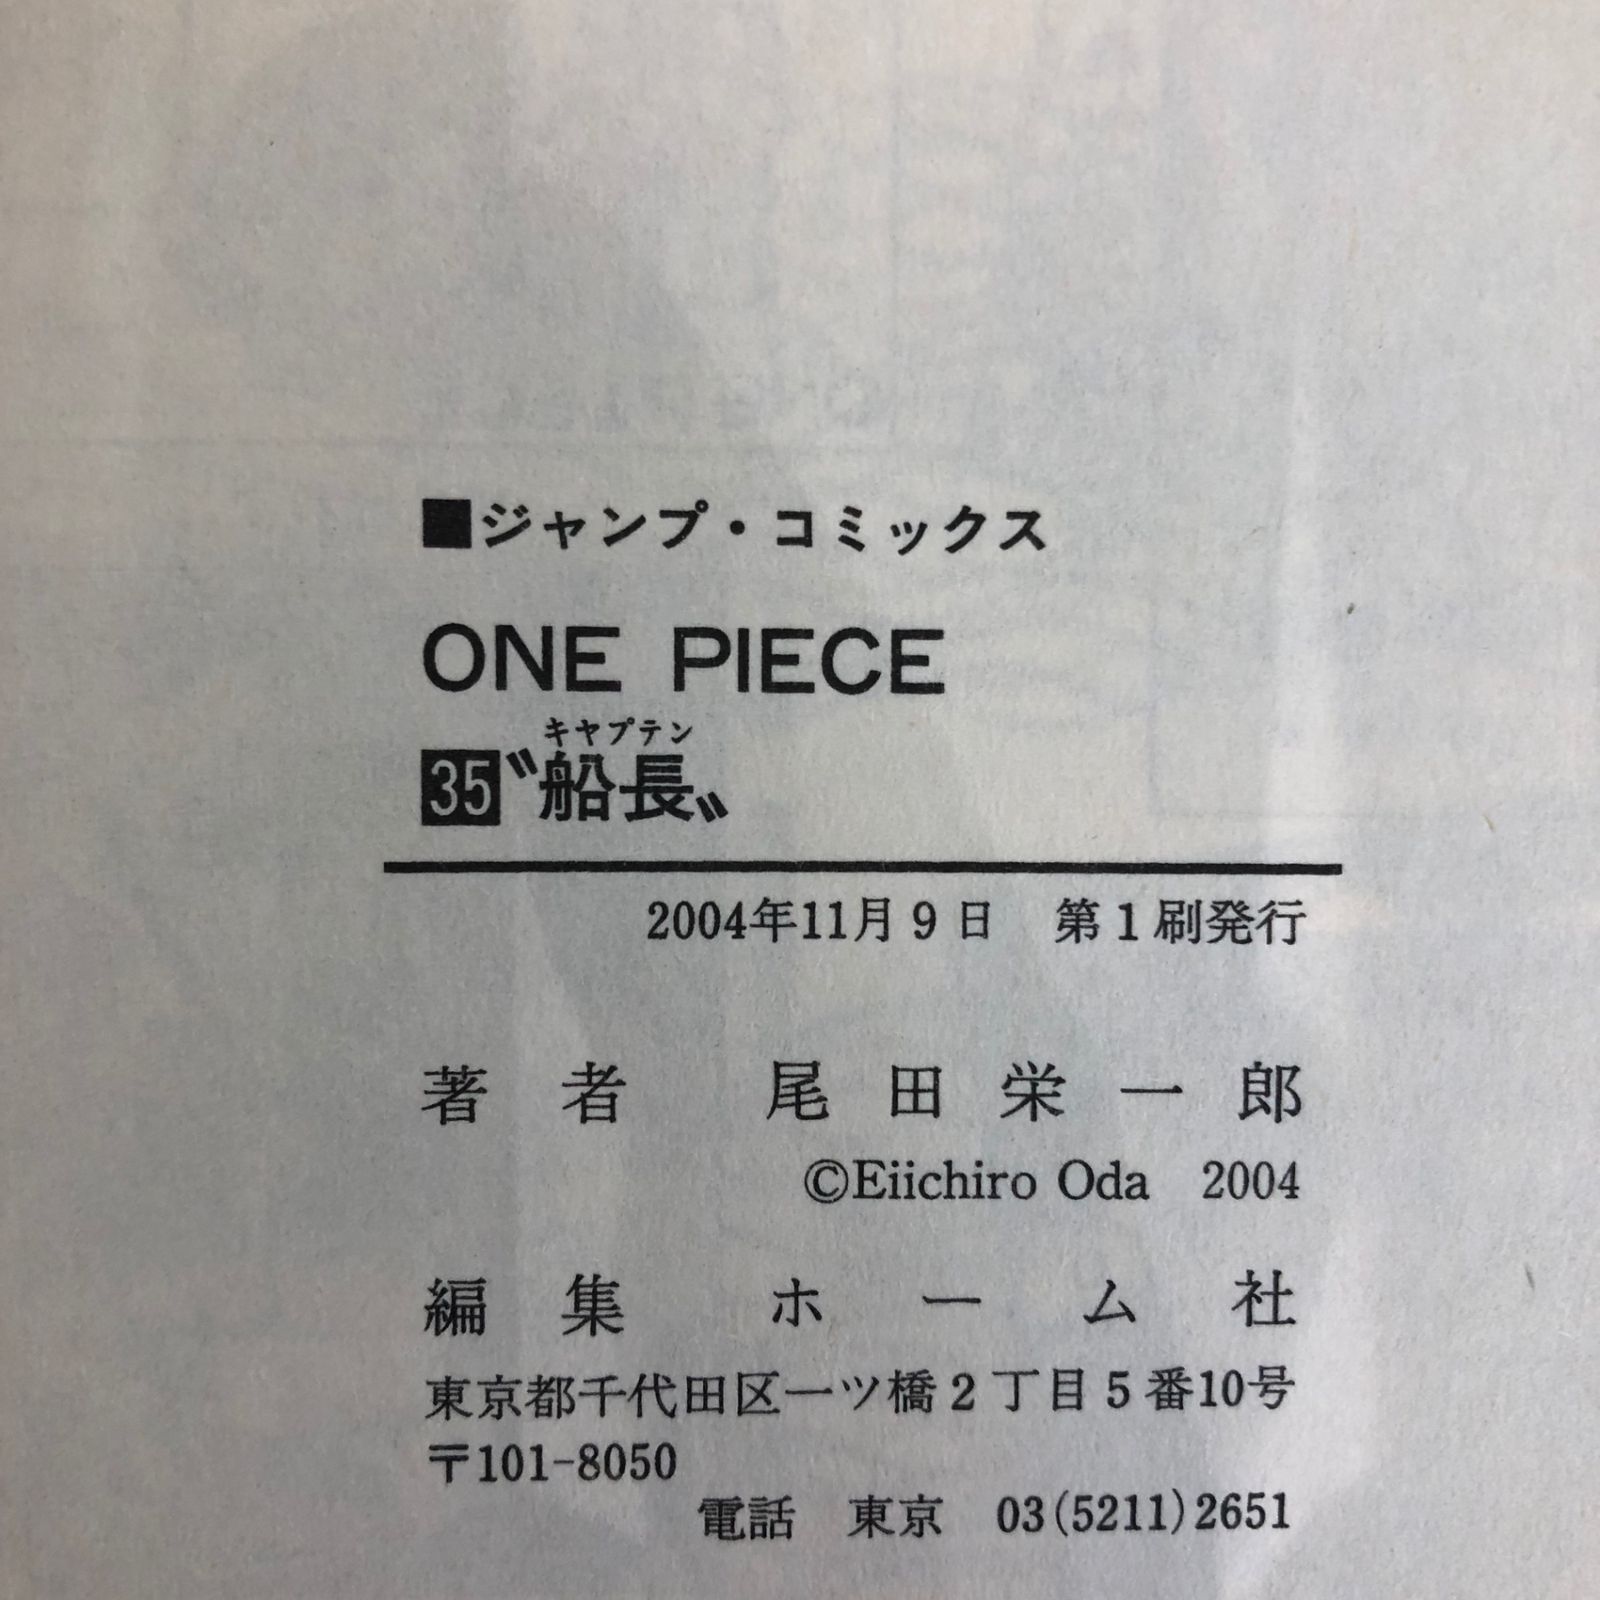 ■ジャンプ・コミックス
ONE PIECE
キャプテン
35〝船長〟
2004年11月9日 第1刷発行
著者 尾田栄一郎
©Eiichiro Oda 2004
編集 ホーム社
東京都千代田区一ツ橋2丁目5番10号
〒101-8050
電話 東京 03(5211)2651